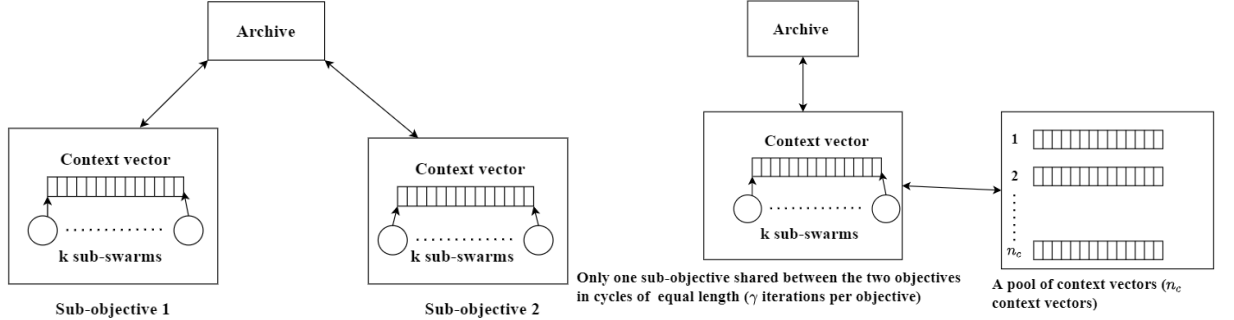 Archive
Context vector
k sub-swarms
Sub-objective 1
Context vector
k sub-swarms
Sub-objective 2
Archive
Context vector
k sub-swarms
Only one sub-objective shared between the two objectives
in cycles of equal length (γ iterations per objective)
1
2
n_c
A pool of context vectors (n_c
context vectors)